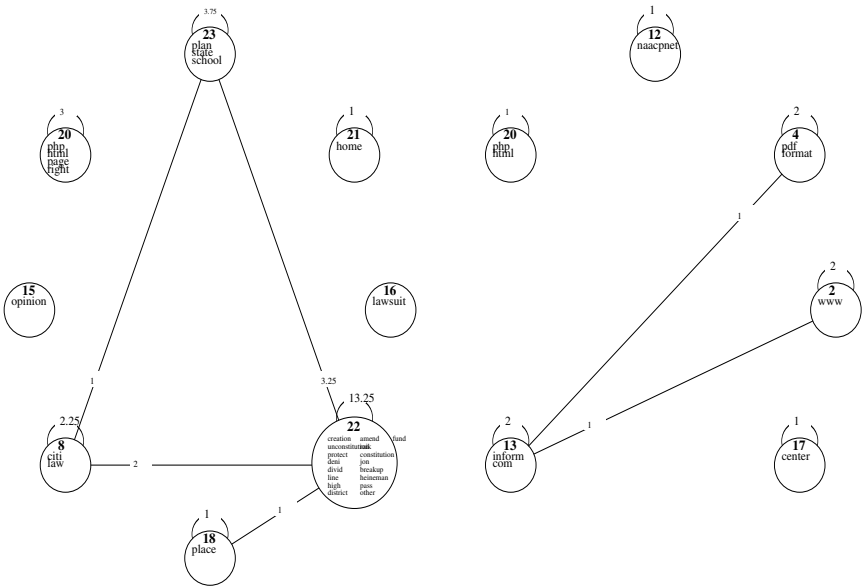 3.75
23
plan
state
school
1
12
naacpnet
3
20
php
html
page
right
1
21
home
1
20
php
html
2
4
pdf
format
1
15
opinion
16
lawsuit
2
2
www
1
3.25
2.25
8
citi
law
2
13.25
22
creation amend fund
unconstitution
protect constitution
deni jon
divid breakup
line heineman
high pass
district other
1
1
18
place
2
13
inform
com
1
1
17
center